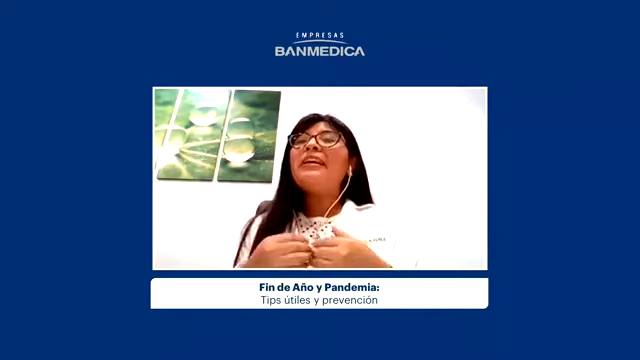 EMPRESAS
BANMEDICA
Fin de Año y Pandemia:
Tips útiles y prevención